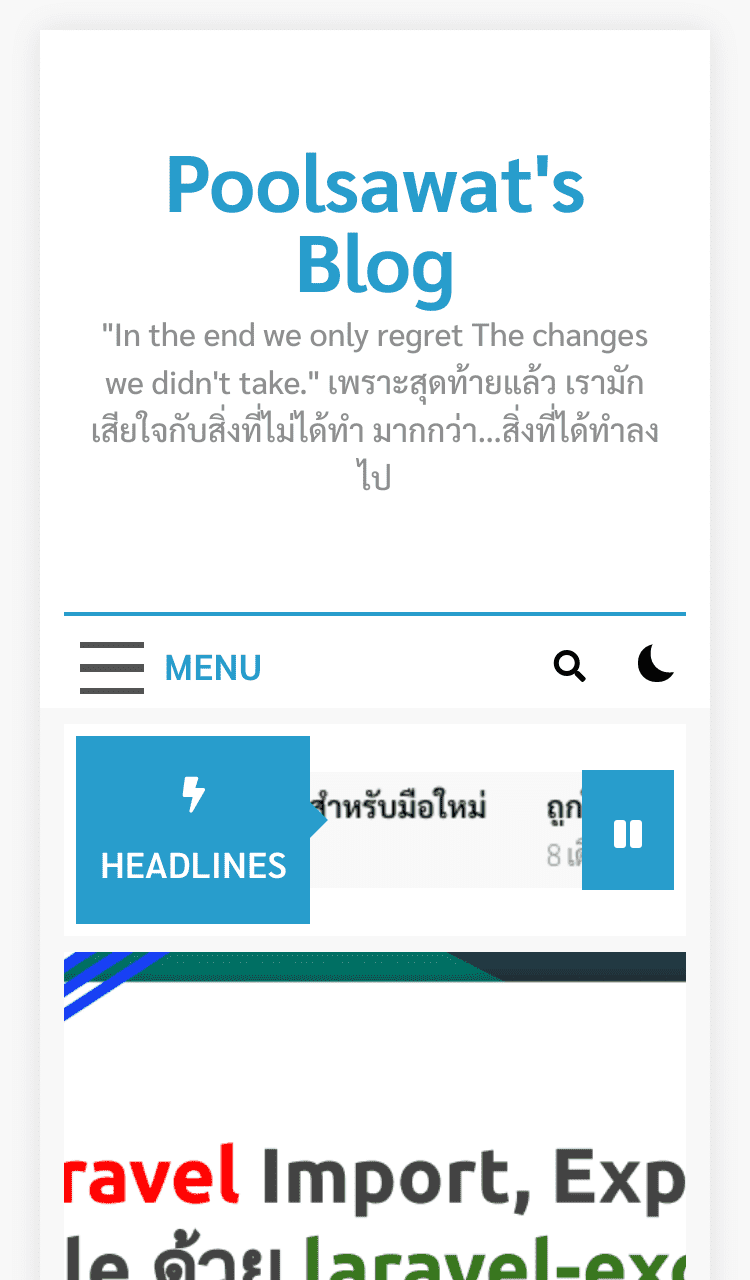 Poolsawat's
Blog
"In the end we only regret The changes
we didn't take." เพราะสุดท้ายแล้ว เรามัก
เสียใจกับสิ่งที่ไม่ได้ทำ มากกว่า...สิ่งที่ได้ทำลง
ไป
MENU
HEADLINES
สำหรับมือใหม่ ถูก
8 เดื
ravel Import, Exp
le ด้วย laravel-exc